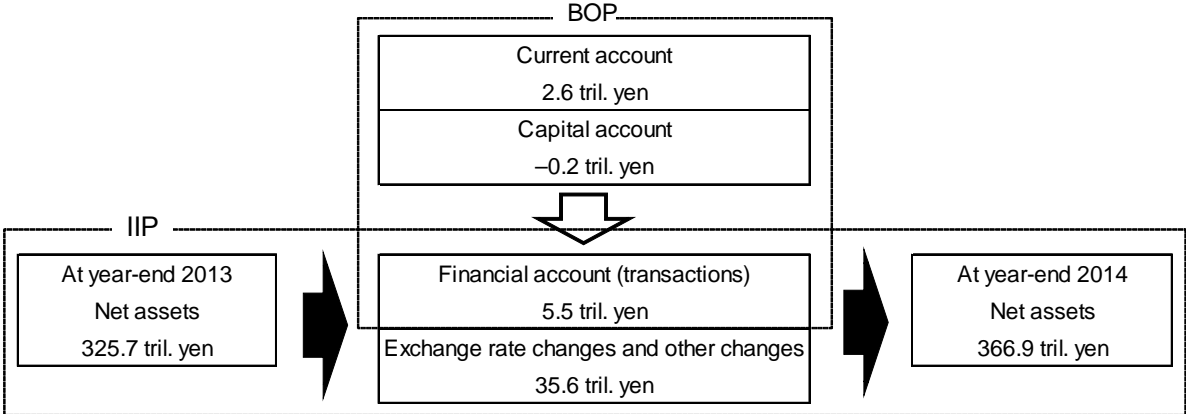 BOP
Current account
2.6 tril. yen
Capital account
–0.2 tril. yen
IIP
At year-end 2013
Net assets
325.7 tril. yen
Financial account (transactions)
5.5 tril. yen
Exchange rate changes and other changes
35.6 tril. yen
At year-end 2014
Net assets
366.9 tril. yen